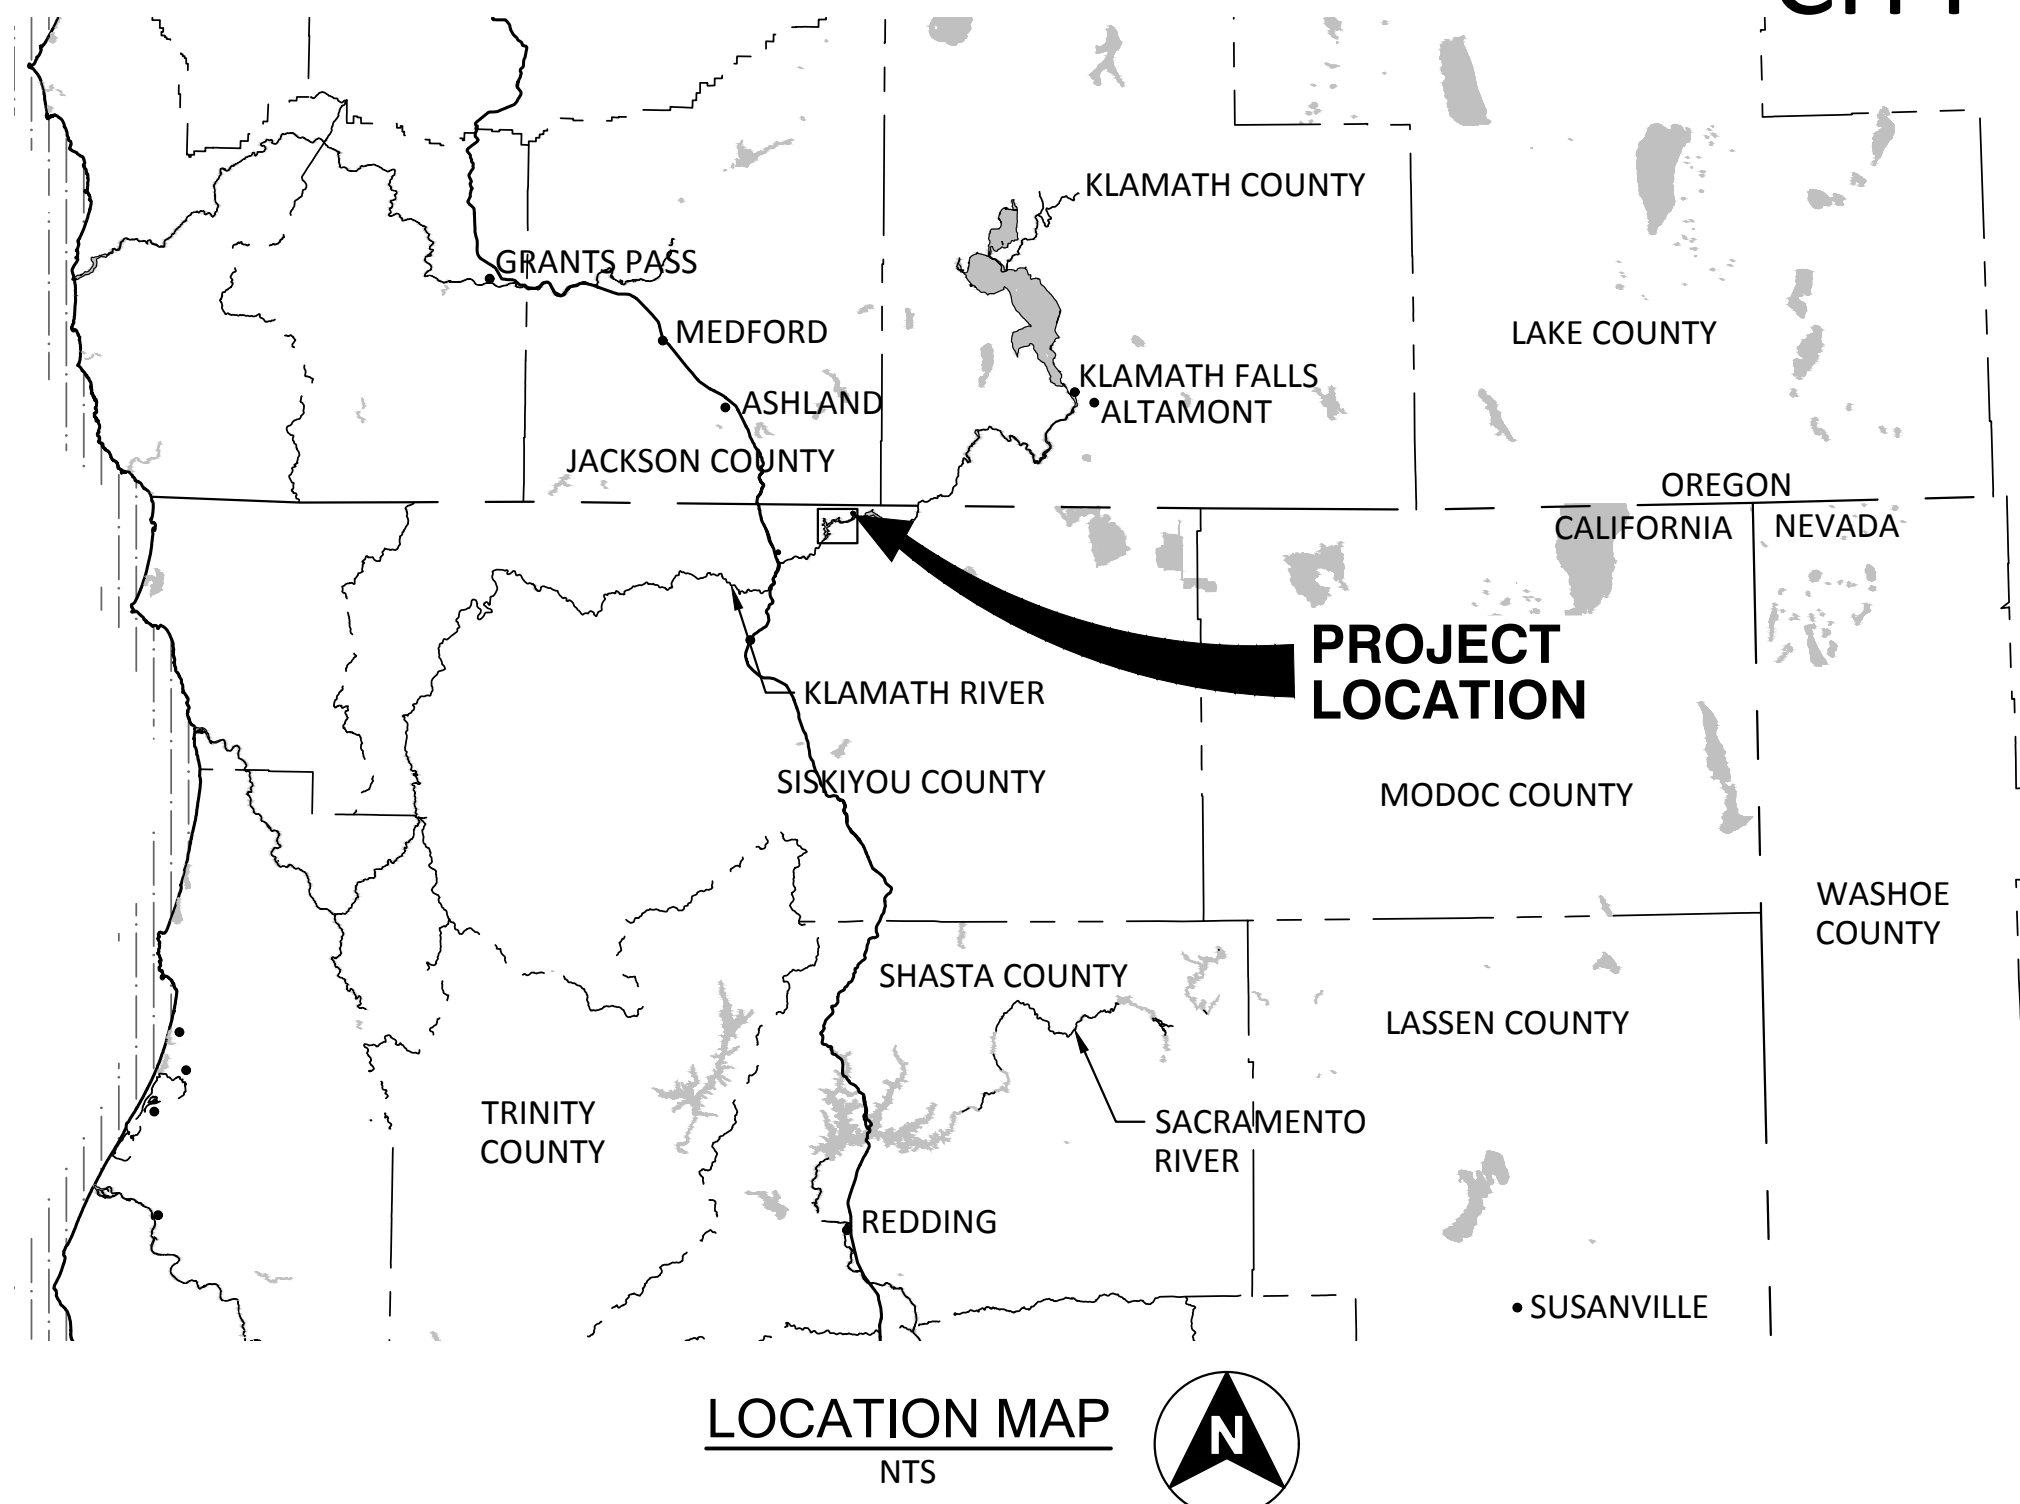 KLAMATH COUNTY
GRANTS PASS
MEDFORD
LAKE COUNTY
KLAMATH FALLS
ASHLAND
ALTAMONT
JACKSON COUNTY
OREGON
CALIFORNIA
NEVADA
PROJECT
LOCATION
KLAMATH RIVER
SISKIYOU COUNTY
MODOC COUNTY
WASHOE
COUNTY
SHASTA COUNTY
LASSEN COUNTY
TRINITY
COUNTY
SACRAMENTO
RIVER
REDDING
SUSANVILLE
LOCATION MAP
N
NTS